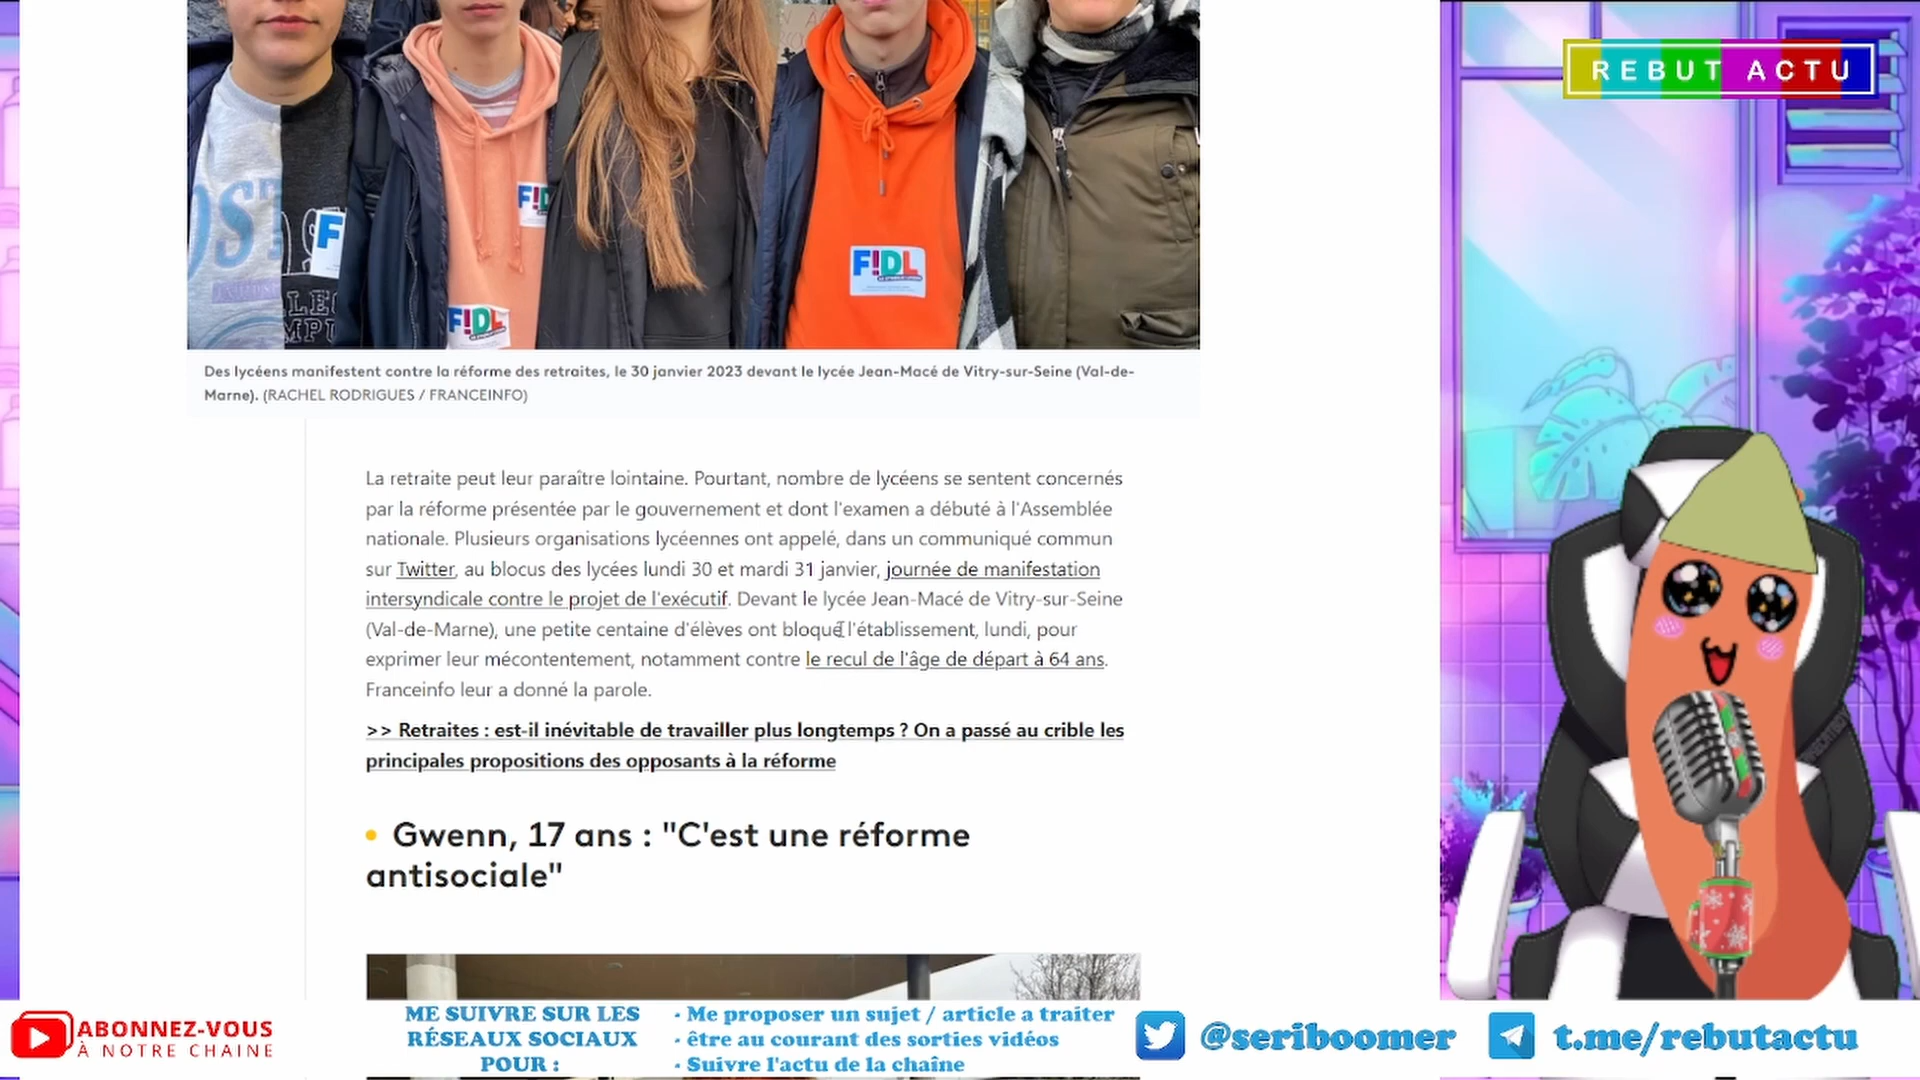 REBUT ACTU
F!DL
F!DL
F!DL
Des lycéens manifestent contre la réforme des retraites, le 30 janvier 2023 devant le lycée Jean-Macé de Vitry-sur-Seine (Val-de-
Marne). (RACHEL RODRIGUES / FRANCEINFO)
La retraite peut leur paraître lointaine. Pourtant, nombre de lycéens se sentent concernés
par la réforme présentée par le gouvernement et dont l'examen a débuté à l'Assemblée
nationale. Plusieurs organisations lycéennes ont appelé, dans un communiqué commun
sur Twitter, au blocus des lycées lundi 30 et mardi 31 janvier, journée de manifestation
intersyndicale contre le projet de l'exécutif. Devant le lycée Jean-Macé de Vitry-sur-Seine
(Val-de-Marne), une petite centaine d'élèves ont bloqué l'établissement, lundi, pour
exprimer leur mécontentement, notamment contre le recul de l'âge de départ à 64 ans.
Franceinfo leur a donné la parole.
>> Retraites : est-il inévitable de travailler plus longtemps ? On a passé au crible les
principales propositions des opposants à la réforme
• Gwenn, 17 ans : "C'est une réforme
antisociale"
ABONNEZ-VOUS
À NOTRE CHAINE
ME SUIVRE SUR LES
RÉSEAUX SOCIAUX
POUR :
- Me proposer un sujet / article a traiter
- être au courant des sorties vidéos
- Suivre l'actu de la chaîne
@seriboomer
t.me/rebutactu